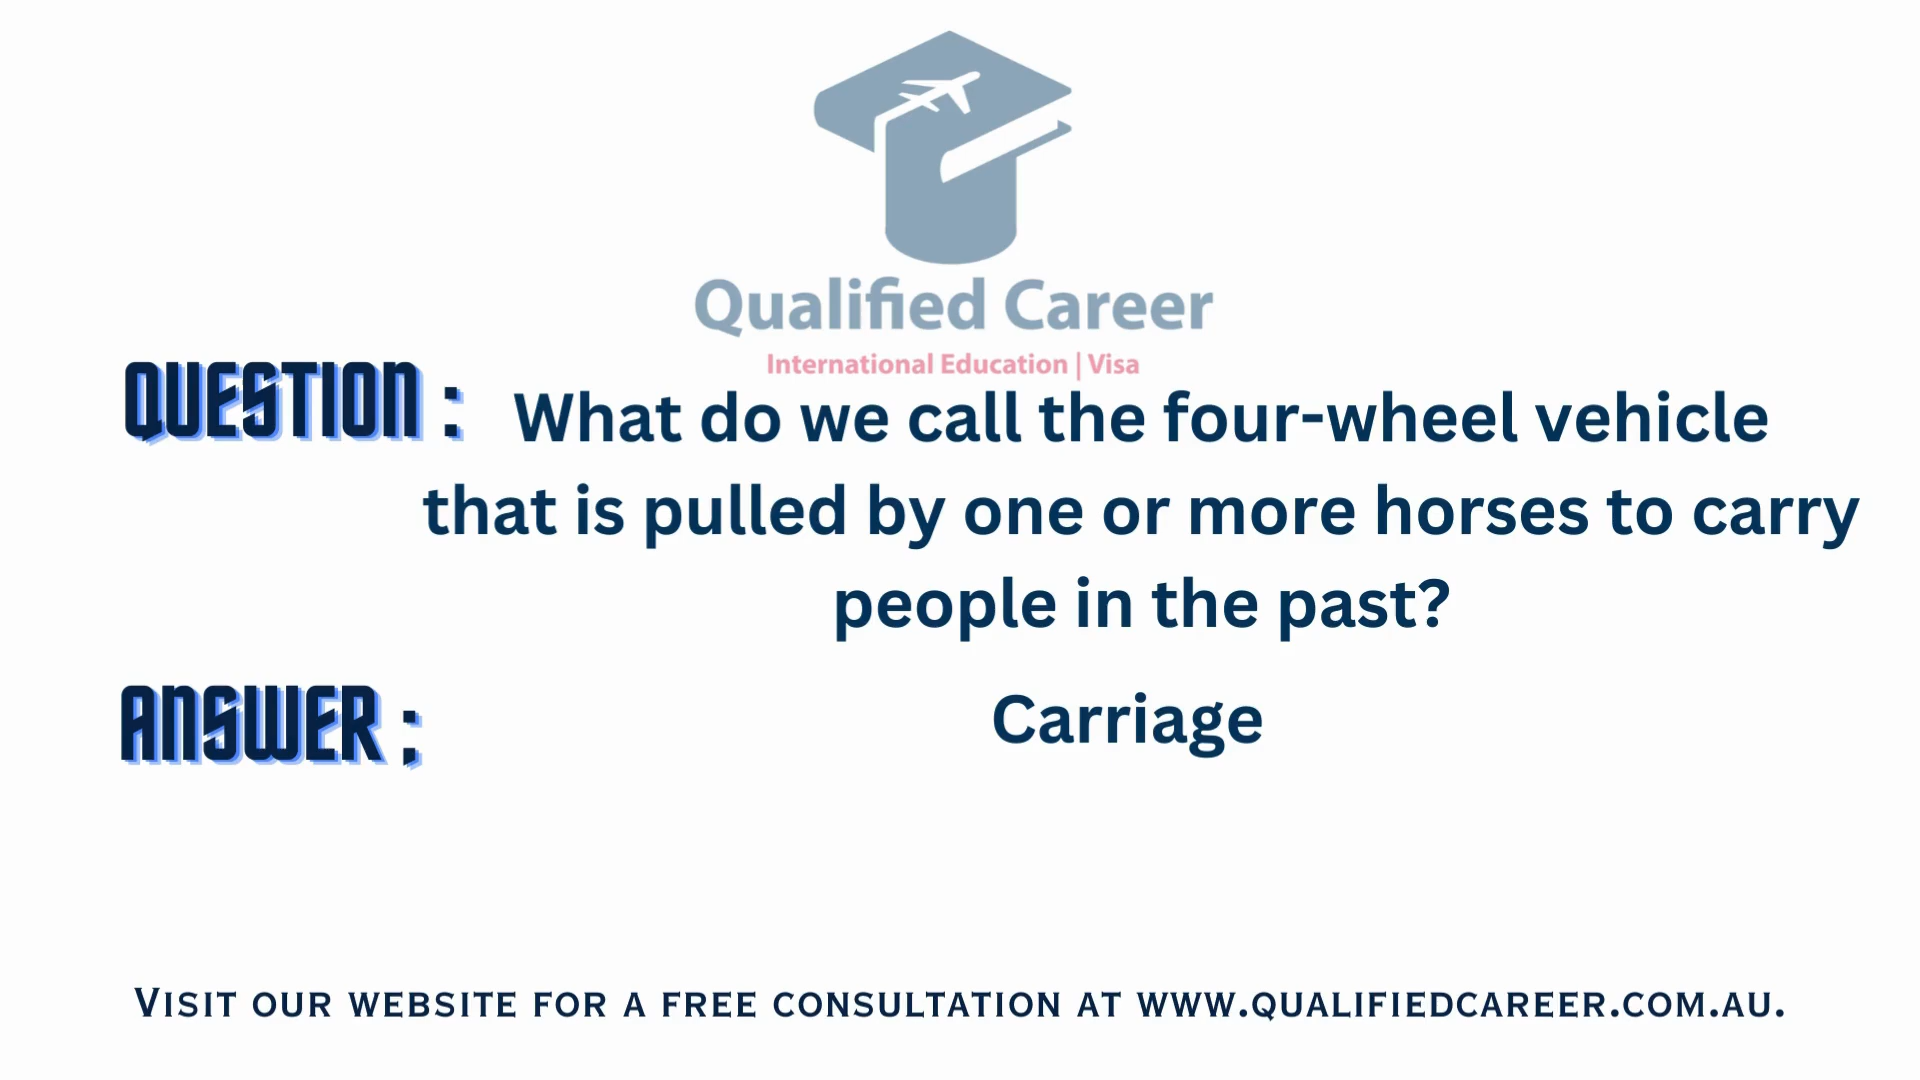 Qualified Career
International Education | Visa
QUESTION : What do we call the four-wheel vehicle
that is pulled by one or more horses to carry
people in the past?
ANSWER ; Carriage
Visit our website for a free consultation at www.qualifiedcareer.com.au.